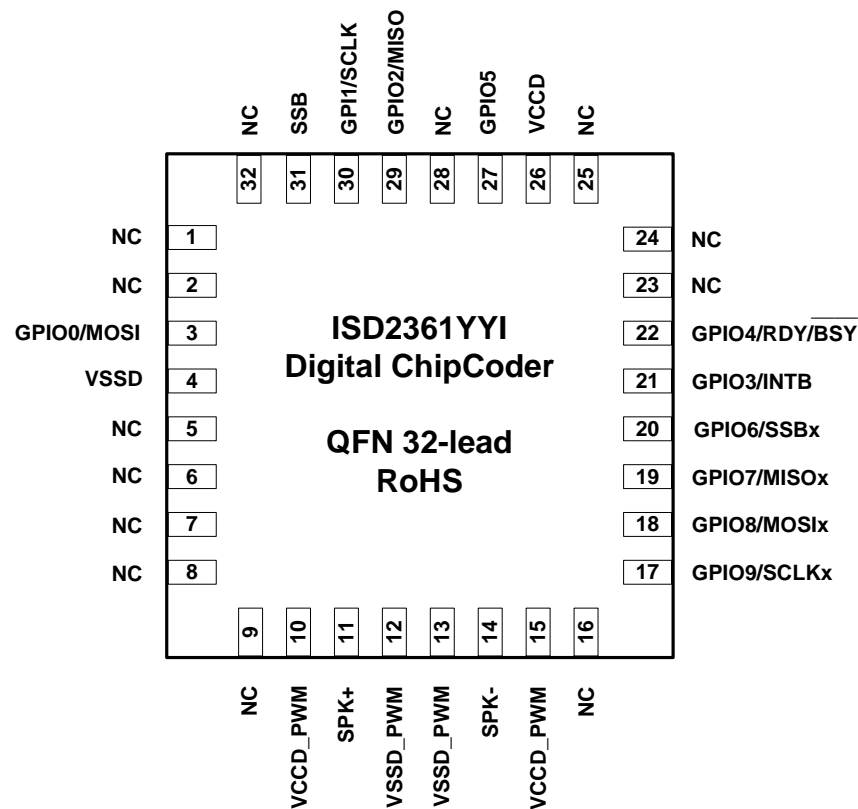 NC
SSB
GPI1/SCLK
GPIO2/MISO
NC
GPIO5
VCCD
NC
32
31
30
29
28
27
26
25
NC 1
24 NC
NC 2
23 NC
GPIO0/MOSI 3
22 GPIO4/RDY/BSY
VSSD 4
21 GPIO3/INTB
NC 5
20 GPIO6/SSBx
NC 6
19 GPIO7/MISOx
NC 7
18 GPIO8/MOSIx
NC 8
17 GPIO9/SCLKx
ISD2361YYI
Digital ChipCoder
QFN 32-lead
RoHS
9
10
11
12
13
14
15
16
NC
VCCD_PWM
SPK+
VSSD_PWM
VSSD_PWM
SPK-
VCCD_PWM
NC